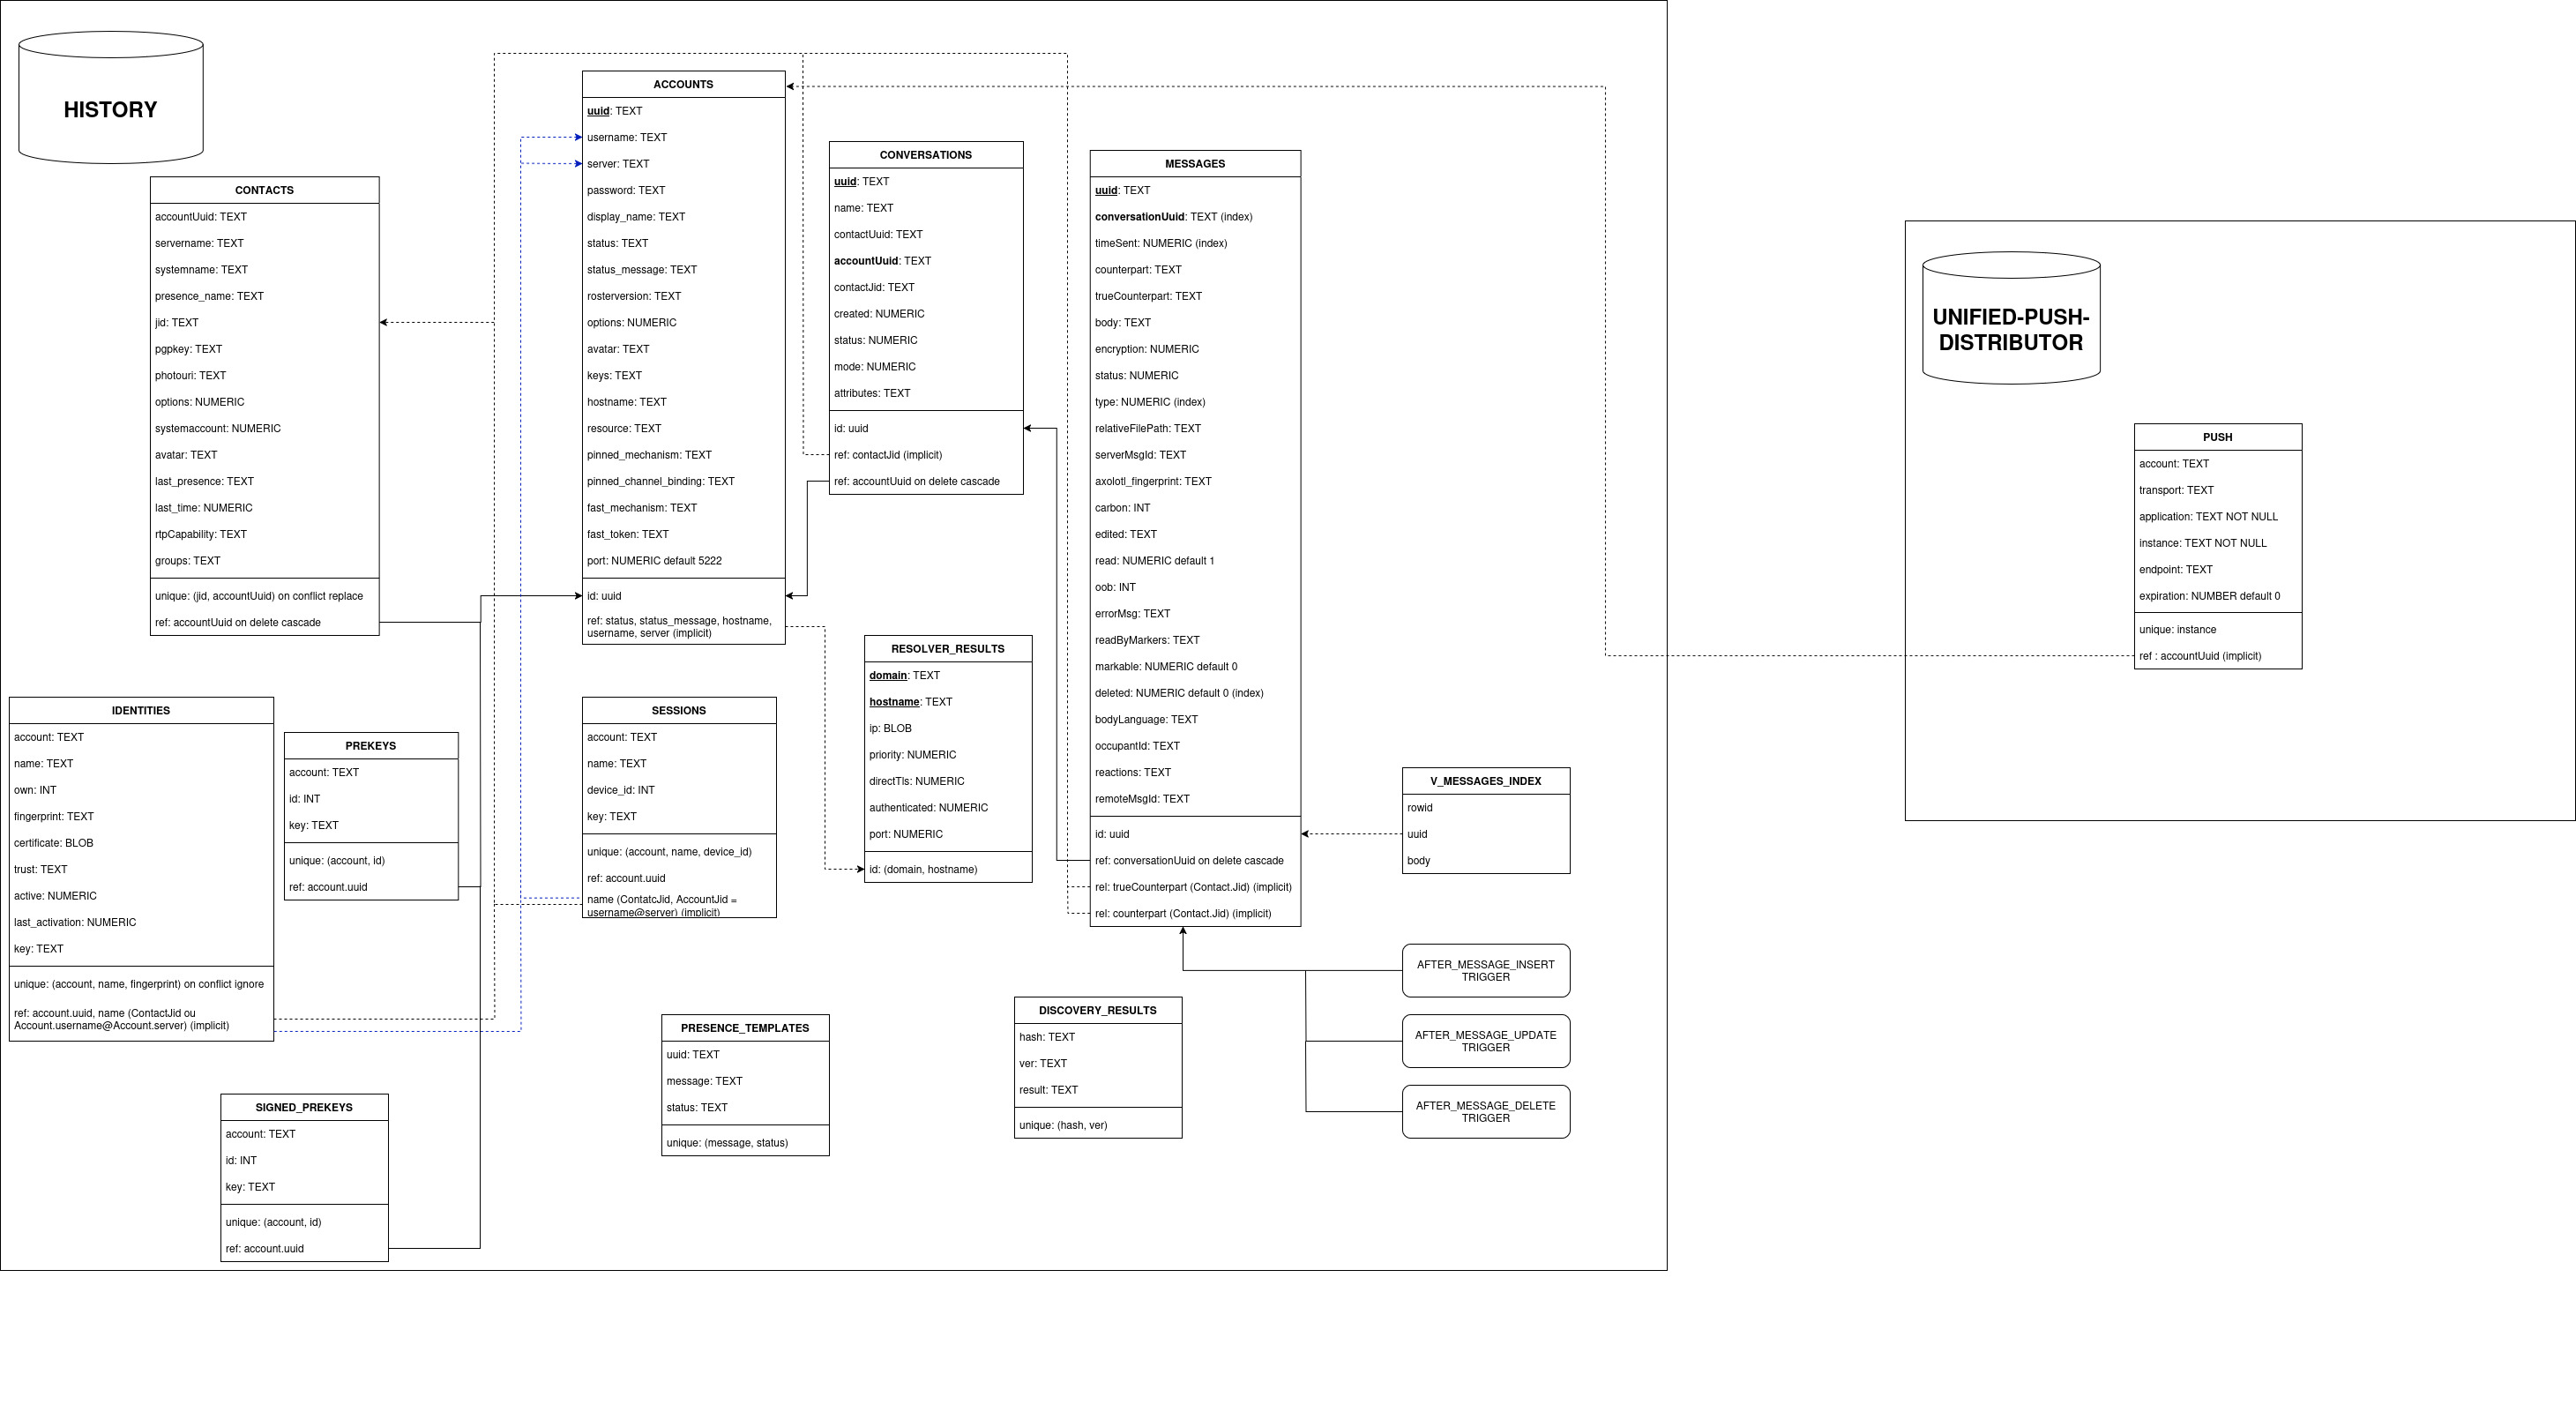 HISTORY
CONTACTS
accountUuid: TEXT
servername: TEXT
systemname: TEXT
presence_name: TEXT
jid: TEXT
pgpkey: TEXT
photouri: TEXT
options: NUMERIC
systemaccount: NUMERIC
avatar: TEXT
last_presence: TEXT
last_time: NUMERIC
rtpCapability: TEXT
groups: TEXT
unique: (jid, accountUuid) on conflict replace
ref: accountUuid on delete cascade
ACCOUNTS
uuid: TEXT
username: TEXT
server: TEXT
password: TEXT
display_name: TEXT
status: TEXT
status_message: TEXT
rosterversion: TEXT
options: NUMERIC
avatar: TEXT
keys: TEXT
hostname: TEXT
resource: TEXT
pinned_mechanism: TEXT
pinned_channel_binding: TEXT
fast_mechanism: TEXT
fast_token: TEXT
port: NUMERIC default 5222
id: uuid
ref: status, status_message, hostname,
username, server (implicit)
CONVERSATIONS
uuid: TEXT
name: TEXT
contactUuid: TEXT
accountUuid: TEXT
contactJid: TEXT
created: NUMERIC
status: NUMERIC
mode: NUMERIC
attributes: TEXT
id: uuid
ref: contactJid (implicit)
ref: accountUuid on delete cascade
MESSAGES
uuid: TEXT
conversationUuid: TEXT (index)
timeSent: NUMERIC (index)
counterpart: TEXT
trueCounterpart: TEXT
body: TEXT
encryption: NUMERIC
status: NUMERIC
type: NUMERIC (index)
relativeFilePath: TEXT
serverMsgId: TEXT
axolotl_fingerprint: TEXT
carbon: INT
edited: TEXT
read: NUMERIC default 1
oob: INT
errorMsg: TEXT
readByMarkers: TEXT
markable: NUMERIC default 0
deleted: NUMERIC default 0 (index)
bodyLanguage: TEXT
occupantId: TEXT
reactions: TEXT
remoteMsgId: TEXT
id: uuid
ref: conversationUuid on delete cascade
rel: trueCounterpart (Contact.Jid) (implicit)
rel: counterpart (Contact.Jid) (implicit)
UNIFIED-PUSH-
DISTRIBUTOR
PUSH
account: TEXT
transport: TEXT
application: TEXT NOT NULL
instance: TEXT NOT NULL
endpoint: TEXT
expiration: NUMBER default 0
unique: instance
ref : accountUuid (implicit)
IDENTITIES
account: TEXT
name: TEXT
own: INT
fingerprint: TEXT
certificate: BLOB
trust: TEXT
active: NUMERIC
last_activation: NUMERIC
key: TEXT
unique: (account, name, fingerprint) on conflict ignore
ref: account.uuid, name (ContactJid ou
Account.username@Account.server) (implicit)
PREKEYS
account: TEXT
id: INT
key: TEXT
unique: (account, id)
ref: account.uuid
SESSIONS
account: TEXT
name: TEXT
device_id: INT
key: TEXT
unique: (account, name, device_id)
ref: account.uuid
name (ContatcJid, AccountJid =
username@server) (implicit)
RESOLVER_RESULTS
domain: TEXT
hostname: TEXT
ip: BLOB
priority: NUMERIC
directTls: NUMERIC
authenticated: NUMERIC
port: NUMERIC
id: (domain, hostname)
V_MESSAGES_INDEX
rowid
uuid
body
AFTER_MESSAGE_INSERT
TRIGGER
AFTER_MESSAGE_UPDATE
TRIGGER
AFTER_MESSAGE_DELETE
TRIGGER
PRESENCE_TEMPLATES
uuid: TEXT
message: TEXT
status: TEXT
unique: (message, status)
DISCOVERY_RESULTS
hash: TEXT
ver: TEXT
result: TEXT
unique: (hash, ver)
SIGNED_PREKEYS
account: TEXT
id: INT
key: TEXT
unique: (account, id)
ref: account.uuid